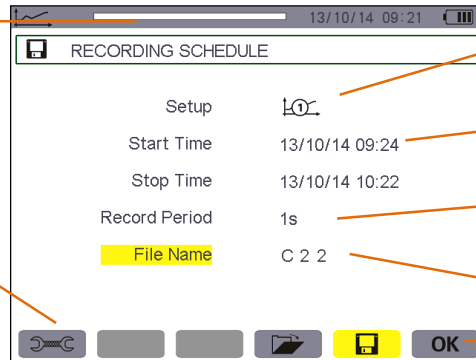 13/10/14 09:21
RECORDING SCHEDULE
Setup 1
Start Time 13/10/14 09:24
Stop Time 13/10/14 10:22
Record Period 1s
File Name C 2 2
OK